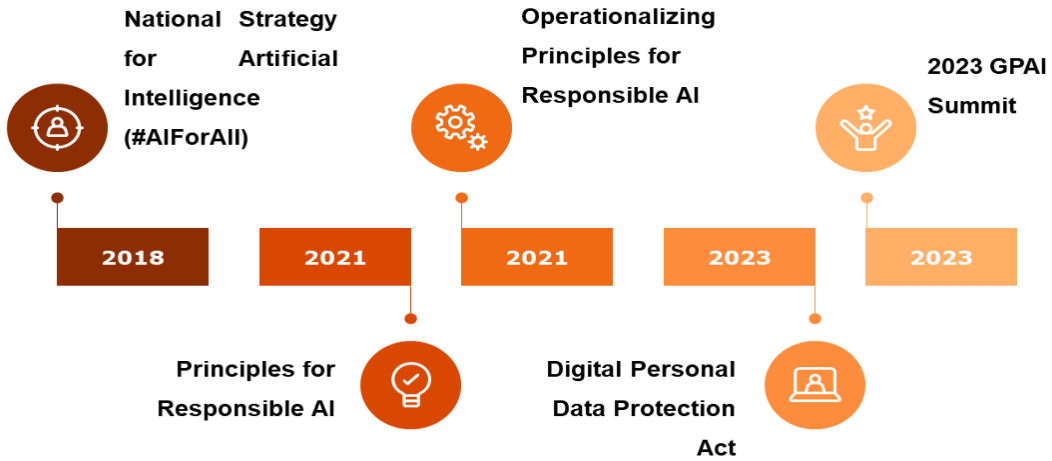 National Strategy
for Artificial
Intelligence
(#AIForAll)
Operationalizing
Principles for
Responsible AI
2023 GPAI
Summit
2018
2021
2021
2023
2023
Principles for
Responsible AI
Digital Personal
Data Protection
Act